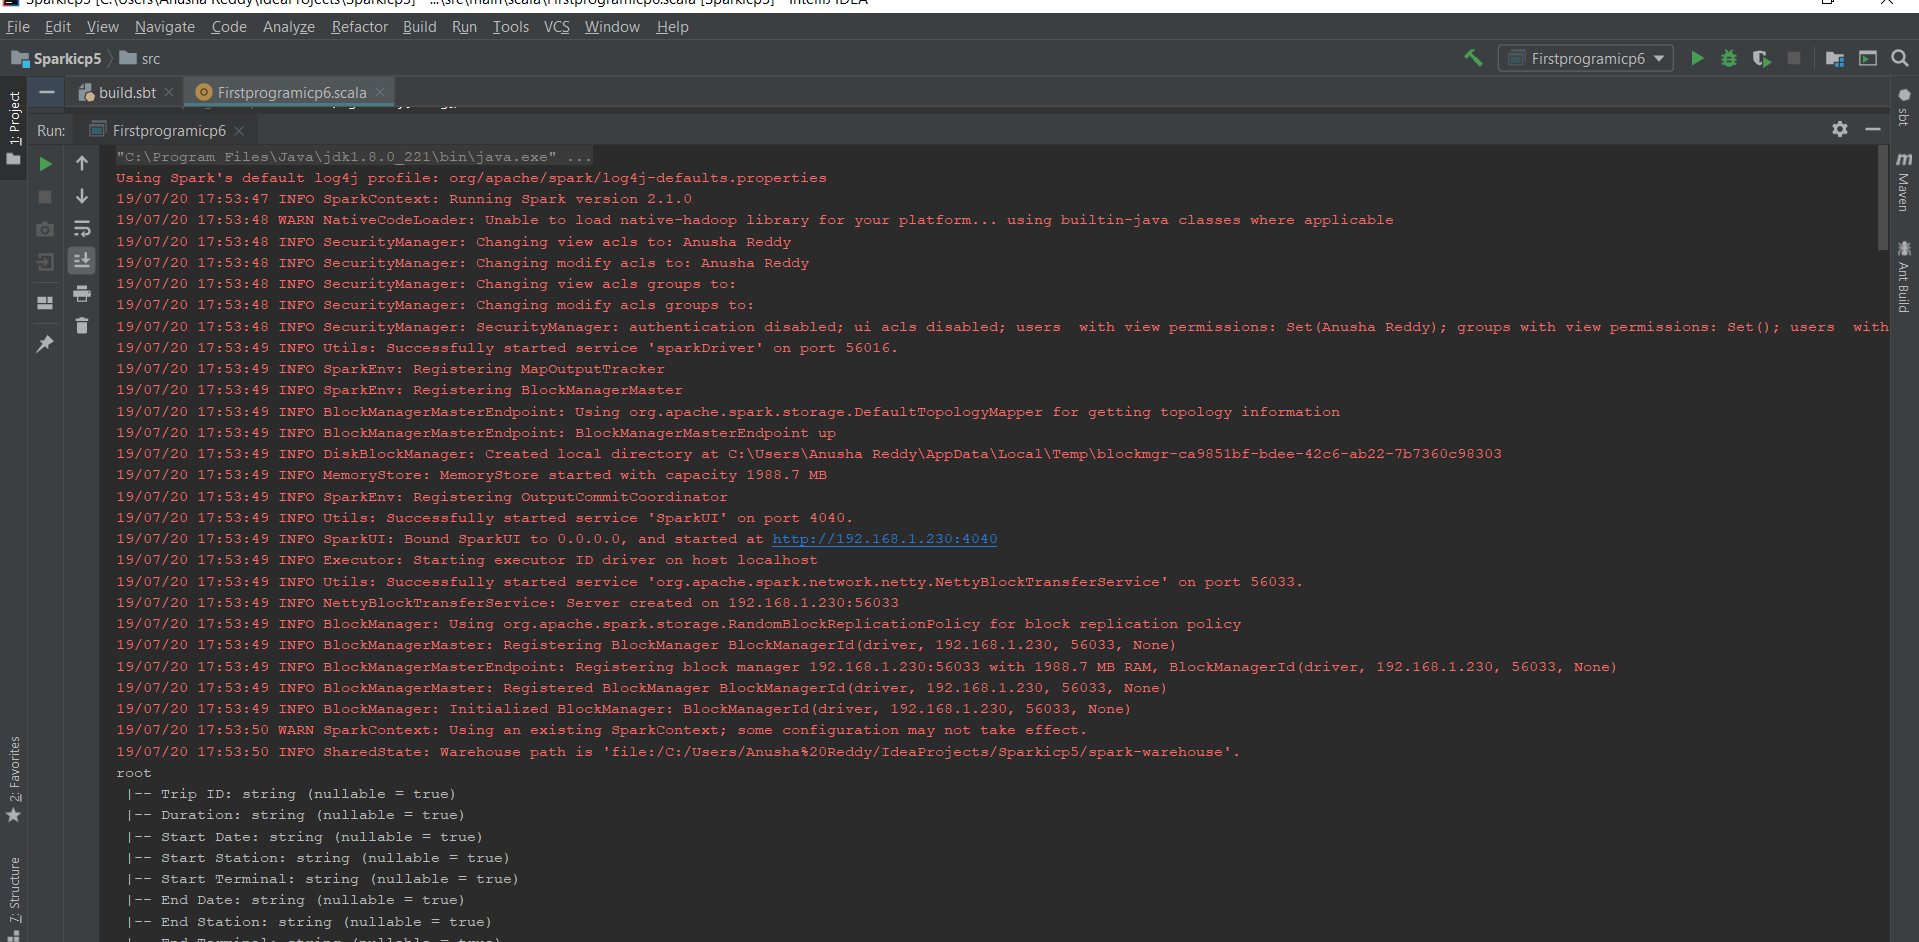 File Edit View Navigate Code Analyze Refactor Build Run Tools VCS Window Help
Sparkicp5 src Firstprogramicp6
build.sbt Firstprogramicp6.scala
Run: Firstprogramicp6
"C:\Program Files\Java\jdk1.8.0_221\bin\java.exe" ...
Using Spark's default log4j profile: org/apache/spark/log4j-defaults.properties
19/07/20 17:53:47 INFO SparkContext: Running Spark version 2.1.0
19/07/20 17:53:48 WARN NativeCodeLoader: Unable to load native-hadoop library for your platform... using builtin-java classes where applicable
19/07/20 17:53:48 INFO SecurityManager: Changing view acls to: Anusha Reddy
19/07/20 17:53:48 INFO SecurityManager: Changing modify acls to: Anusha Reddy
19/07/20 17:53:48 INFO SecurityManager: Changing view acls groups to:
19/07/20 17:53:48 INFO SecurityManager: Changing modify acls groups to:
19/07/20 17:53:48 INFO SecurityManager: SecurityManager: authentication disabled; ui acls disabled; users  with view permissions: Set(Anusha Reddy); groups with view permissions: Set(); users  with
19/07/20 17:53:49 INFO Utils: Successfully started service 'sparkDriver' on port 56016.
19/07/20 17:53:49 INFO SparkEnv: Registering MapOutputTracker
19/07/20 17:53:49 INFO SparkEnv: Registering BlockManagerMaster
19/07/20 17:53:49 INFO BlockManagerMasterEndpoint: Using org.apache.spark.storage.DefaultTopologyMapper for getting topology information
19/07/20 17:53:49 INFO BlockManagerMasterEndpoint: BlockManagerMasterEndpoint up
19/07/20 17:53:49 INFO DiskBlockManager: Created local directory at C:\Users\Anusha Reddy\AppData\Local\Temp\blockmgr-ca9851bf-bdee-42c6-ab22-7b7360c98303
19/07/20 17:53:49 INFO MemoryStore: MemoryStore started with capacity 1988.7 MB
19/07/20 17:53:49 INFO SparkEnv: Registering OutputCommitCoordinator
19/07/20 17:53:49 INFO Utils: Successfully started service 'SparkUI' on port 4040.
19/07/20 17:53:49 INFO SparkUI: Bound SparkUI to 0.0.0.0, and started at http://192.168.1.230:4040
19/07/20 17:53:49 INFO Executor: Starting executor ID driver on host localhost
19/07/20 17:53:49 INFO Utils: Successfully started service 'org.apache.spark.network.netty.NettyBlockTransferService' on port 56033.
19/07/20 17:53:49 INFO NettyBlockTransferService: Server created on 192.168.1.230:56033
19/07/20 17:53:49 INFO BlockManager: Using org.apache.spark.storage.RandomBlockReplicationPolicy for block replication policy
19/07/20 17:53:49 INFO BlockManagerMaster: Registering BlockManager BlockManagerId(driver, 192.168.1.230, 56033, None)
19/07/20 17:53:49 INFO BlockManagerMasterEndpoint: Registering block manager 192.168.1.230:56033 with 1988.7 MB RAM, BlockManagerId(driver, 192.168.1.230, 56033, None)
19/07/20 17:53:49 INFO BlockManagerMaster: Registered BlockManager BlockManagerId(driver, 192.168.1.230, 56033, None)
19/07/20 17:53:49 INFO BlockManager: Initialized BlockManager: BlockManagerId(driver, 192.168.1.230, 56033, None)
19/07/20 17:53:50 WARN SparkContext: Using an existing SparkContext; some configuration may not take effect.
19/07/20 17:53:50 INFO SharedState: Warehouse path is 'file:/C:/Users/Anusha%20Reddy/IdeaProjects/Sparkicp5/spark-warehouse'.
root
 |-- Trip ID: string (nullable = true)
 |-- Duration: string (nullable = true)
 |-- Start Date: string (nullable = true)
 |-- Start Station: string (nullable = true)
 |-- Start Terminal: string (nullable = true)
 |-- End Date: string (nullable = true)
 |-- End Station: string (nullable = true)
1: Project
2: Favorites
7: Structure
sbt
Maven
Ant Build